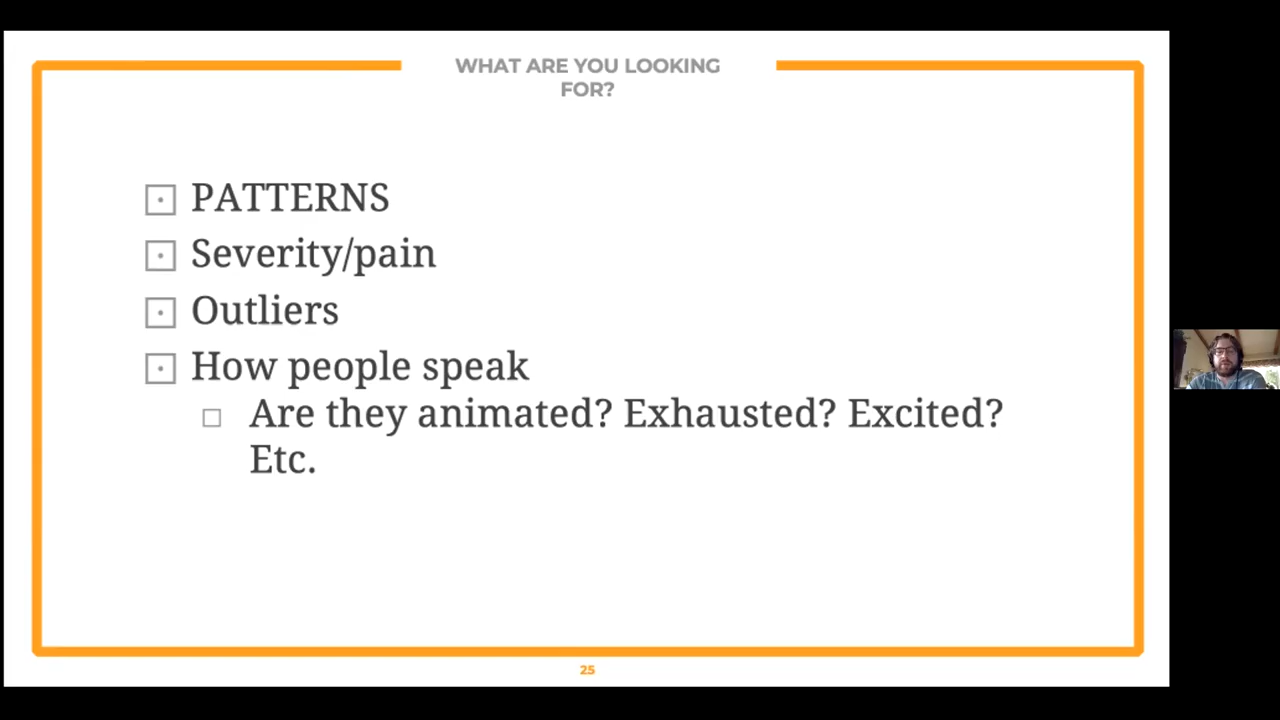 WHAT ARE YOU LOOKING
FOR?
PATTERNS
Severity/pain
Outliers
How people speak
Are they animated? Exhausted? Excited?
Etc.
25